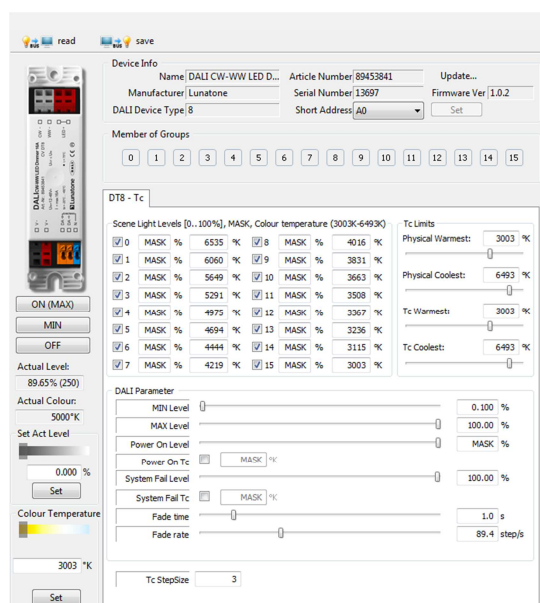 read save
Device Info
Name DALI CW-WW LED D... Article Number 89453841 Update...
Manufacturer Lunatone Serial Number 13697 Firmware Ver 1.0.2
DALI Device Type 8 Short Address A0 Set
Member of Groups
0 1 2 3 4 5 6 7 8 9 10 11 12 13 14 15
DT8 - Tc
Scene Light Levels [0..100%], MASK, Colour temperature (3003K-6493K)
0 MASK % 6535 °K 8 MASK % 4016 °K
1 MASK % 6060 °K 9 MASK % 3831 °K
2 MASK % 5649 °K 10 MASK % 3663 °K
3 MASK % 5291 °K 11 MASK % 3508 °K
4 MASK % 4975 °K 12 MASK % 3367 °K
5 MASK % 4694 °K 13 MASK % 3236 °K
6 MASK % 4444 °K 14 MASK % 3115 °K
7 MASK % 4219 °K 15 MASK % 3003 °K
Tc Limits
Physical Warmest: 3003 °K
Physical Coolest: 6493 °K
Tc Warmest: 3003 °K
Tc Coolest: 6493 °K
ON (MAX)
MIN
OFF
Actual Level:
89.65% (250)
Actual Colour:
5000°K
Set Act Level
0.000 %
Set
Colour Temperature
3003 °K
Set
DALI Parameter
MIN Level 0.100 %
MAX Level 100.00 %
Power On Level MASK %
Power On Tc MASK °K
System Fail Level 100.00 %
System Fail Tc MASK °K
Fade time 1.0 s
Fade rate 89.4 step/s
Tc StepSize 3